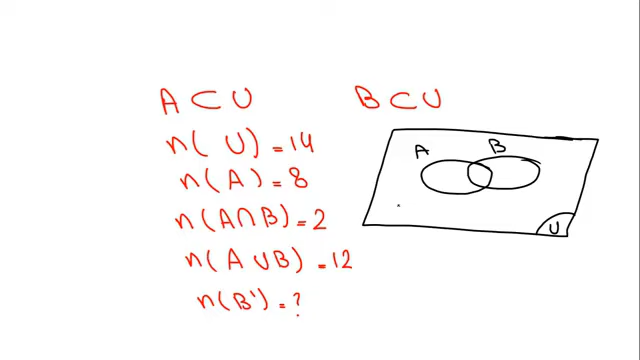 A ⊂ U
B ⊂ U
n( U ) = 14
n( A ) = 8
n(A∩B) = 2
n( A ∪ B) = 12
n(B') = ?
A
B
U